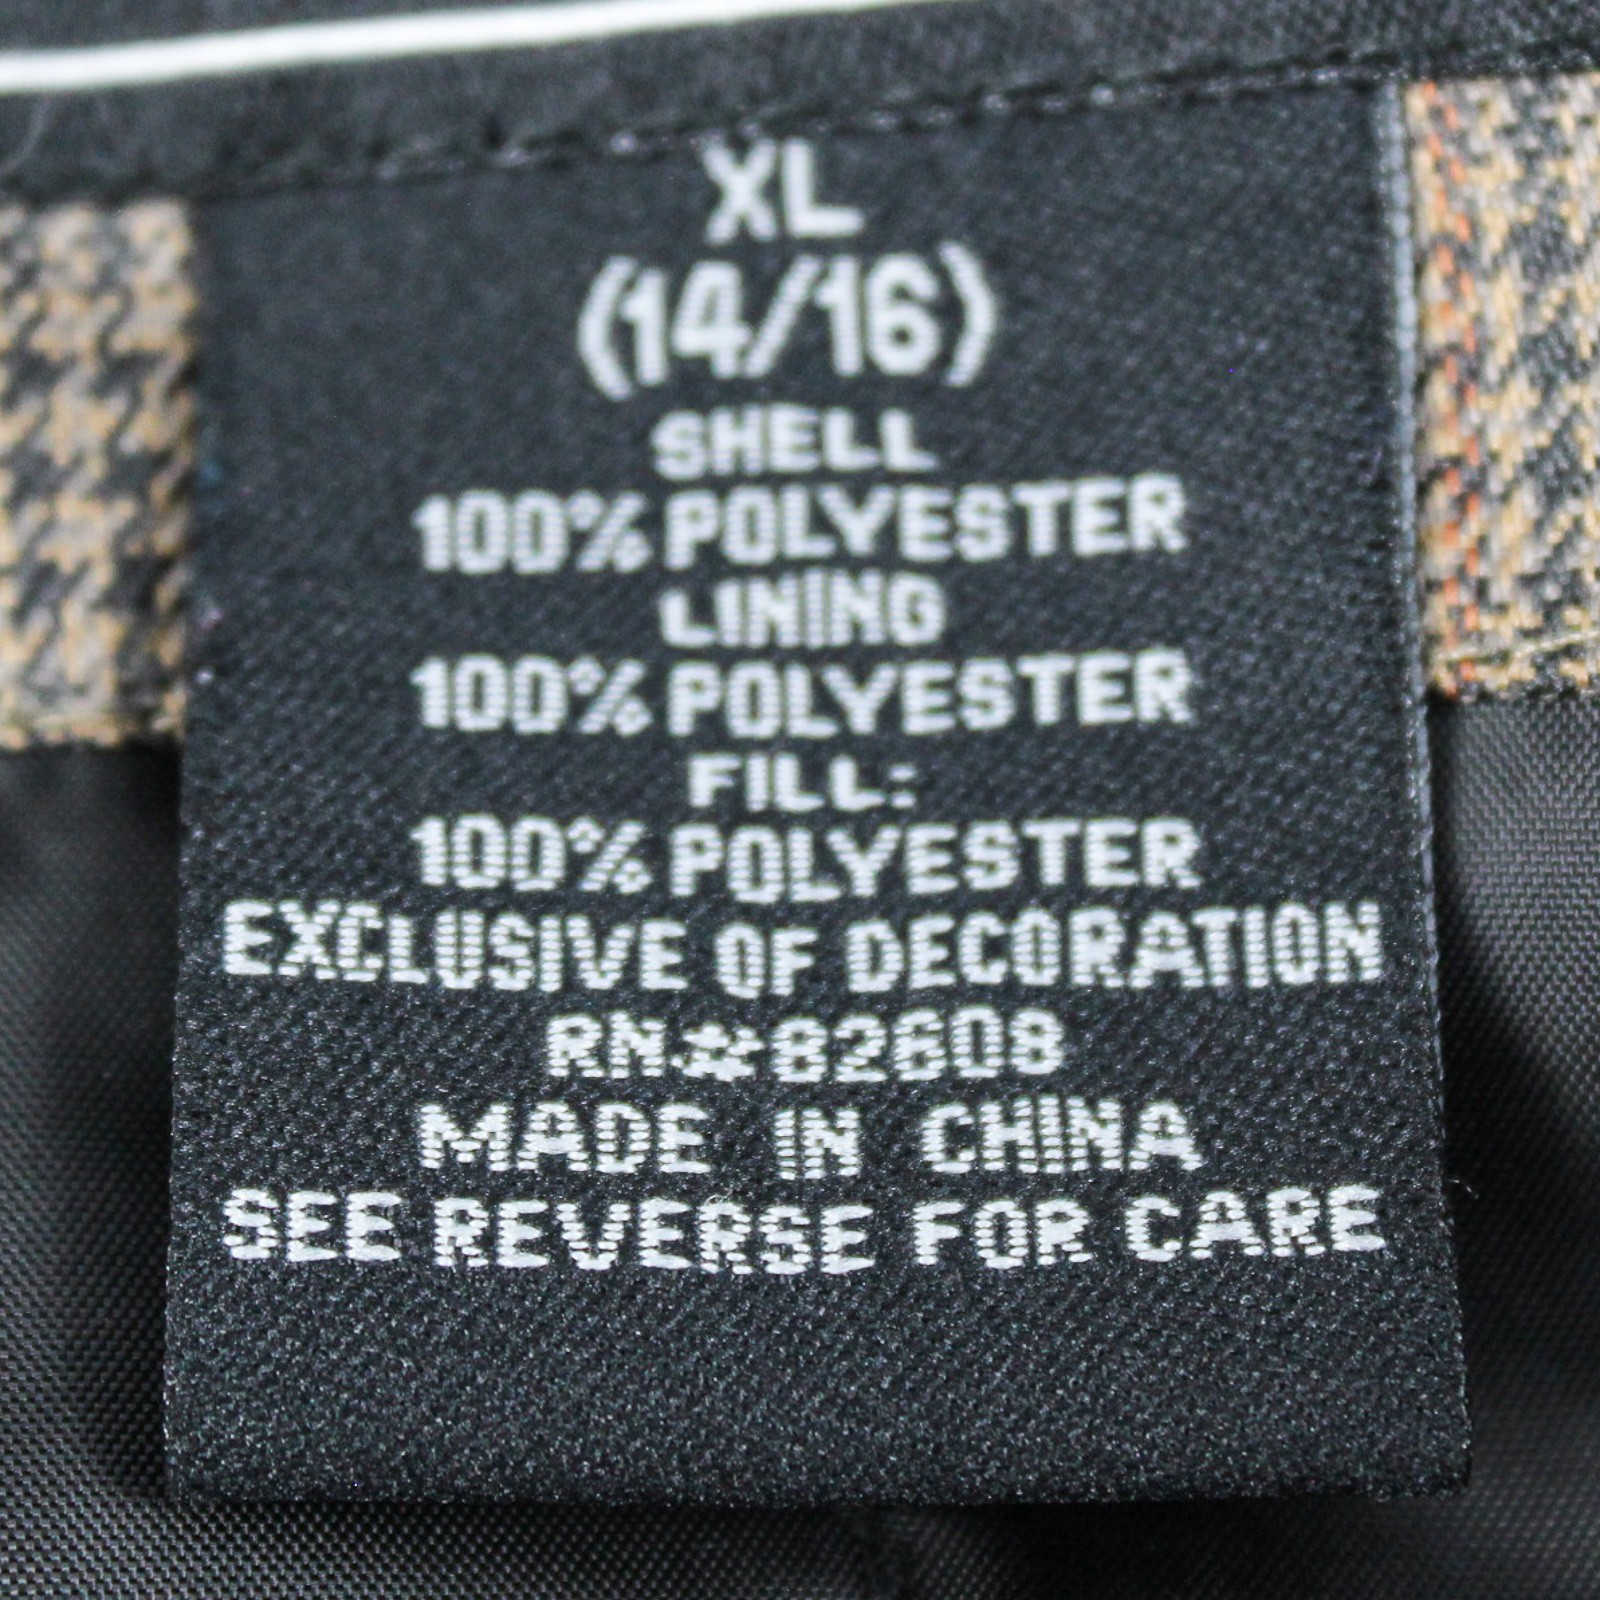 XL
(14/16)
SHELL
100% POLYESTER
LINING
100% POLYESTER
FILL:
100% POLYESTER
EXCLUSIVE OF DECORATION
RN#82608
MADE IN CHINA
SEE REVERSE FOR CARE